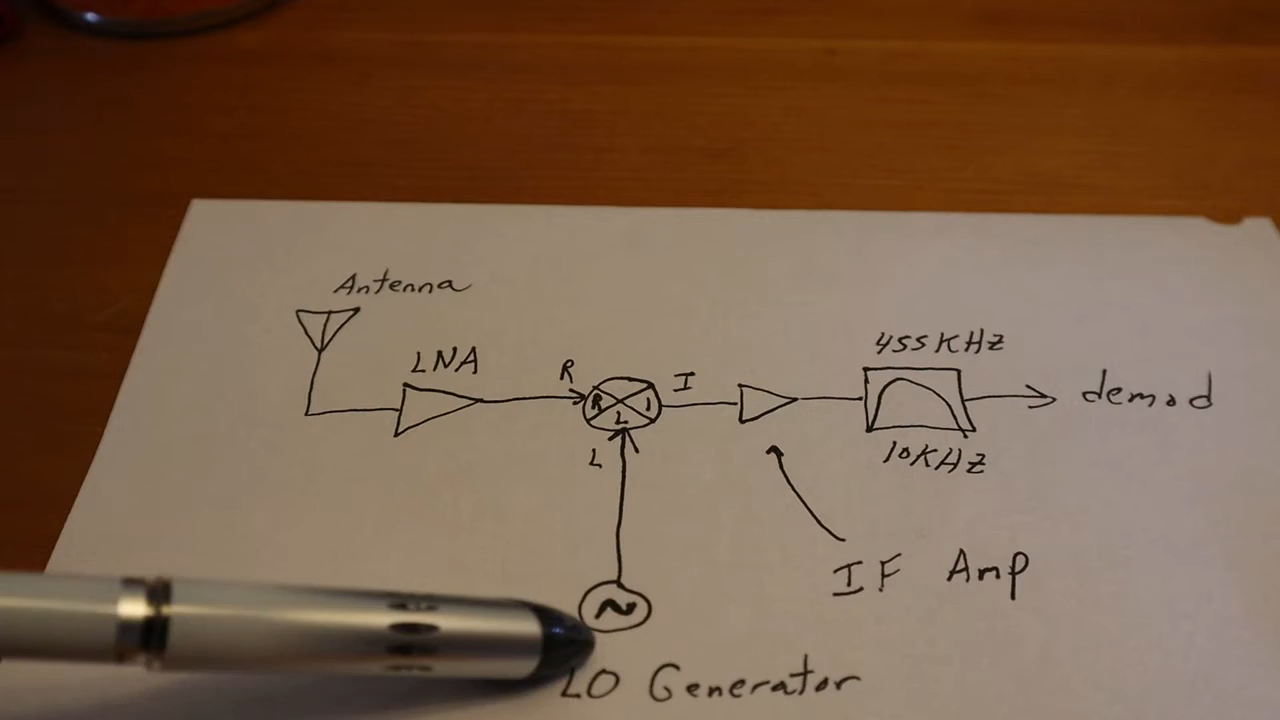 Antenna
LNA
R
I
455KHZ
R
L
I
demod
L
10KHZ
IF Amp
LO Generator